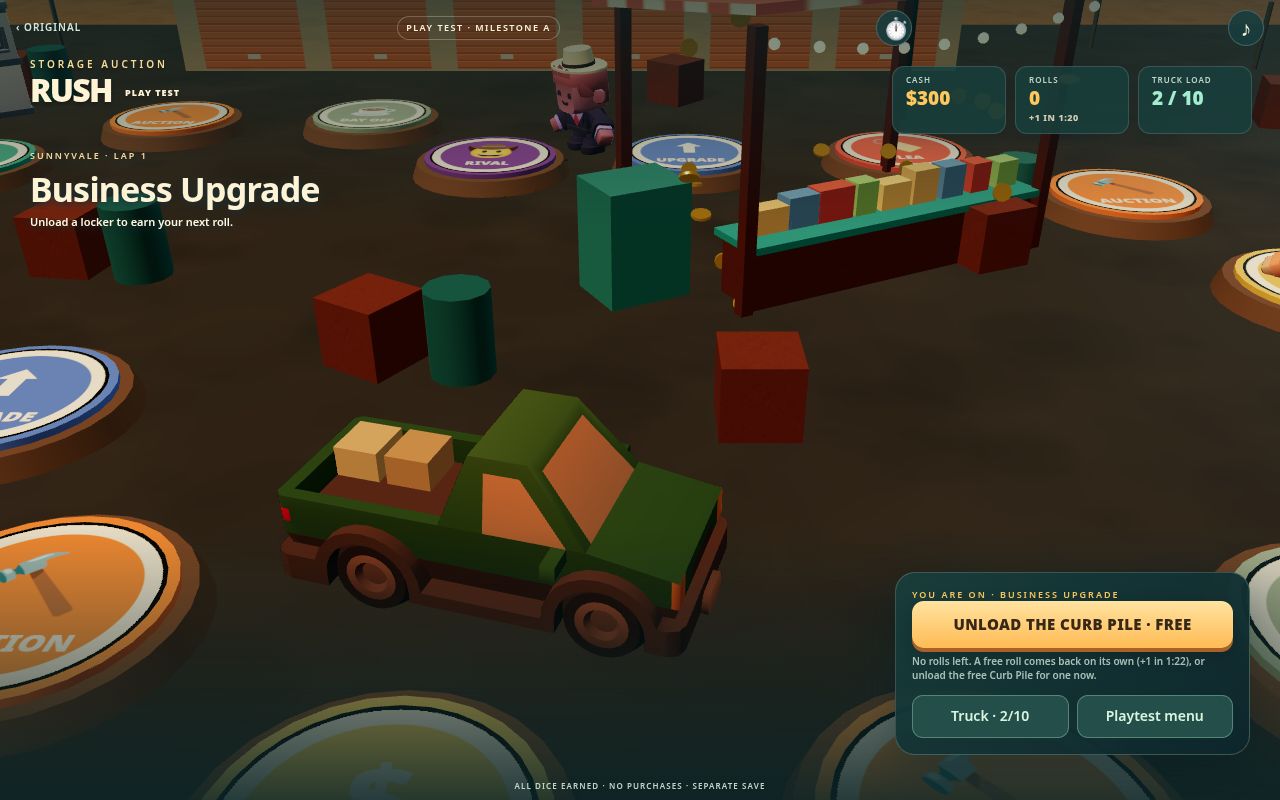 ‹ ORIGINAL
PLAY TEST · MILESTONE A
STORAGE AUCTION
RUSH PLAY TEST
CASH
$300
ROLLS
0
+1 IN 1:20
TRUCK LOAD
2 / 10
SUNNYVALE · LAP 1
Business Upgrade
Unload a locker to earn your next roll.
AUCTION
DAY OFF
RIVAL
UPGRADE
AUCTION
YOU ARE ON · BUSINESS UPGRADE
UNLOAD THE CURB PILE · FREE
No rolls left. A free roll comes back on its own (+1 in 1:22), or
unload the free Curb Pile for one now.
Truck · 2/10
Playtest menu
ALL DICE EARNED · NO PURCHASES · SEPARATE SAVE